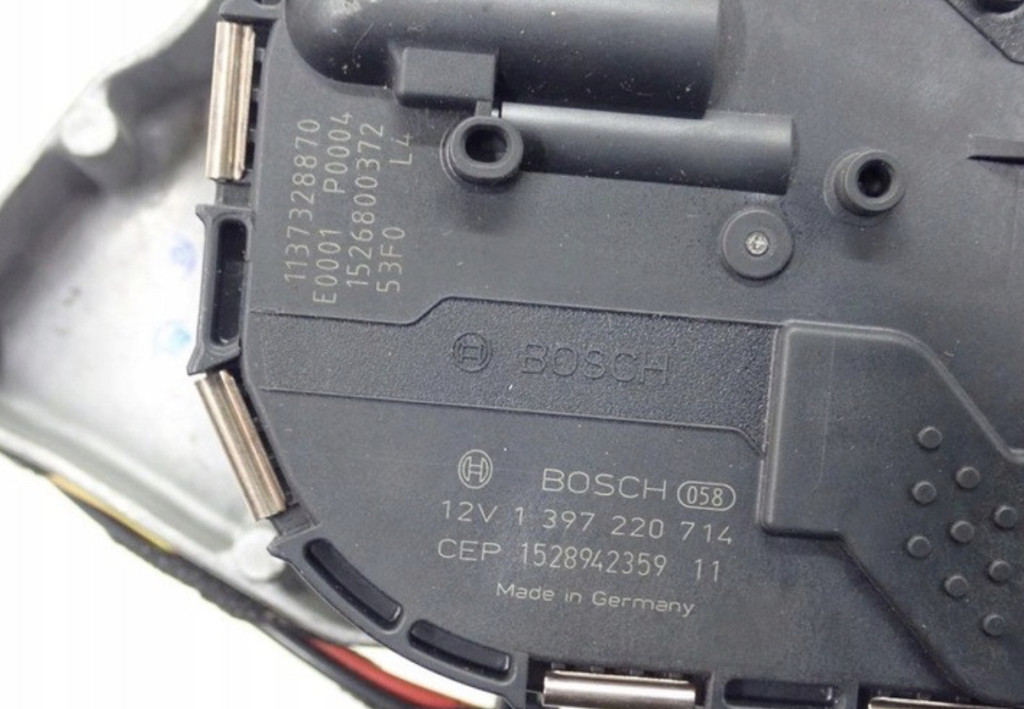 1137328870
E0001 P0004
1526800372
53F0 L4
BOSCH
BOSCH 058
12V 1 397 220 714
CEP 1528942359 11
Made in Germany